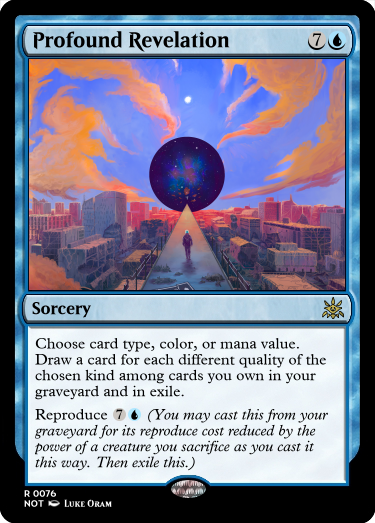 Profound Revelation 7
Sorcery
Choose card type, color, or mana value.
Draw a card for each different quality of the
chosen kind among cards you own in your
graveyard and in exile.
Reproduce 7 (You may cast this from your
graveyard for its reproduce cost reduced by the
power of a creature you sacrifice as you cast it
this way. Then exile this.)
R 0076
NOT Luke Oram